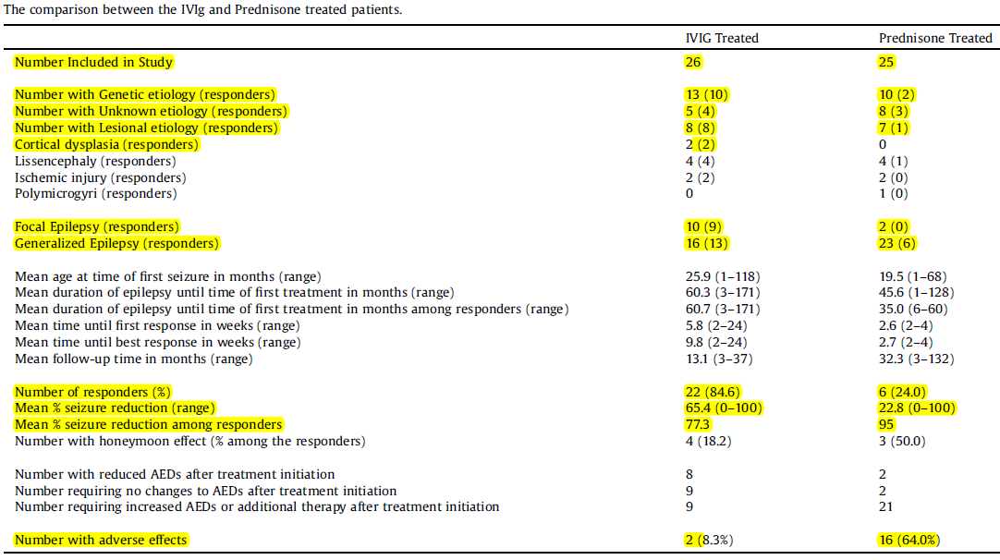 The comparison between the IVIg and Prednisone treated patients.
IVIG Treated Prednisone Treated
Number Included in Study 26 25
Number with Genetic etiology (responders) 13 (10) 10 (2)
Number with Unknown etiology (responders) 5 (4) 8 (3)
Number with Lesional etiology (responders) 8 (8) 7 (1)
Cortical dysplasia (responders) 2 (2) 0
Lissencephaly (responders) 4 (4) 4 (1)
Ischemic injury (responders) 2 (2) 2 (0)
Polymicrogyri (responders) 0 1 (0)
Focal Epilepsy (responders) 10 (9) 2 (0)
Generalized Epilepsy (responders) 16 (13) 23 (6)
Mean age at time of first seizure in months (range) 25.9 (1–118) 19.5 (1–68)
Mean duration of epilepsy until time of first treatment in months (range) 60.3 (3–171) 45.6 (1–128)
Mean duration of epilepsy until time of first treatment in months among responders (range) 60.7 (3–171) 35.0 (6–60)
Mean time until first response in weeks (range) 5.8 (2–24) 2.6 (2–4)
Mean time until best response in weeks (range) 9.8 (2–24) 2.7 (2–4)
Mean follow-up time in months (range) 13.1 (3–37) 32.3 (3–132)
Number of responders (%) 22 (84.6) 6 (24.0)
Mean % seizure reduction (range) 65.4 (0–100) 22.8 (0–100)
Mean % seizure reduction among responders 77.3 95
Number with honeymoon effect (% among the responders) 4 (18.2) 3 (50.0)
Number with reduced AEDs after treatment initiation 8 2
Number requiring no changes to AEDs after treatment initiation 9 2
Number requiring increased AEDs or additional therapy after treatment initiation 9 21
Number with adverse effects 2 (8.3%) 16 (64.0%)